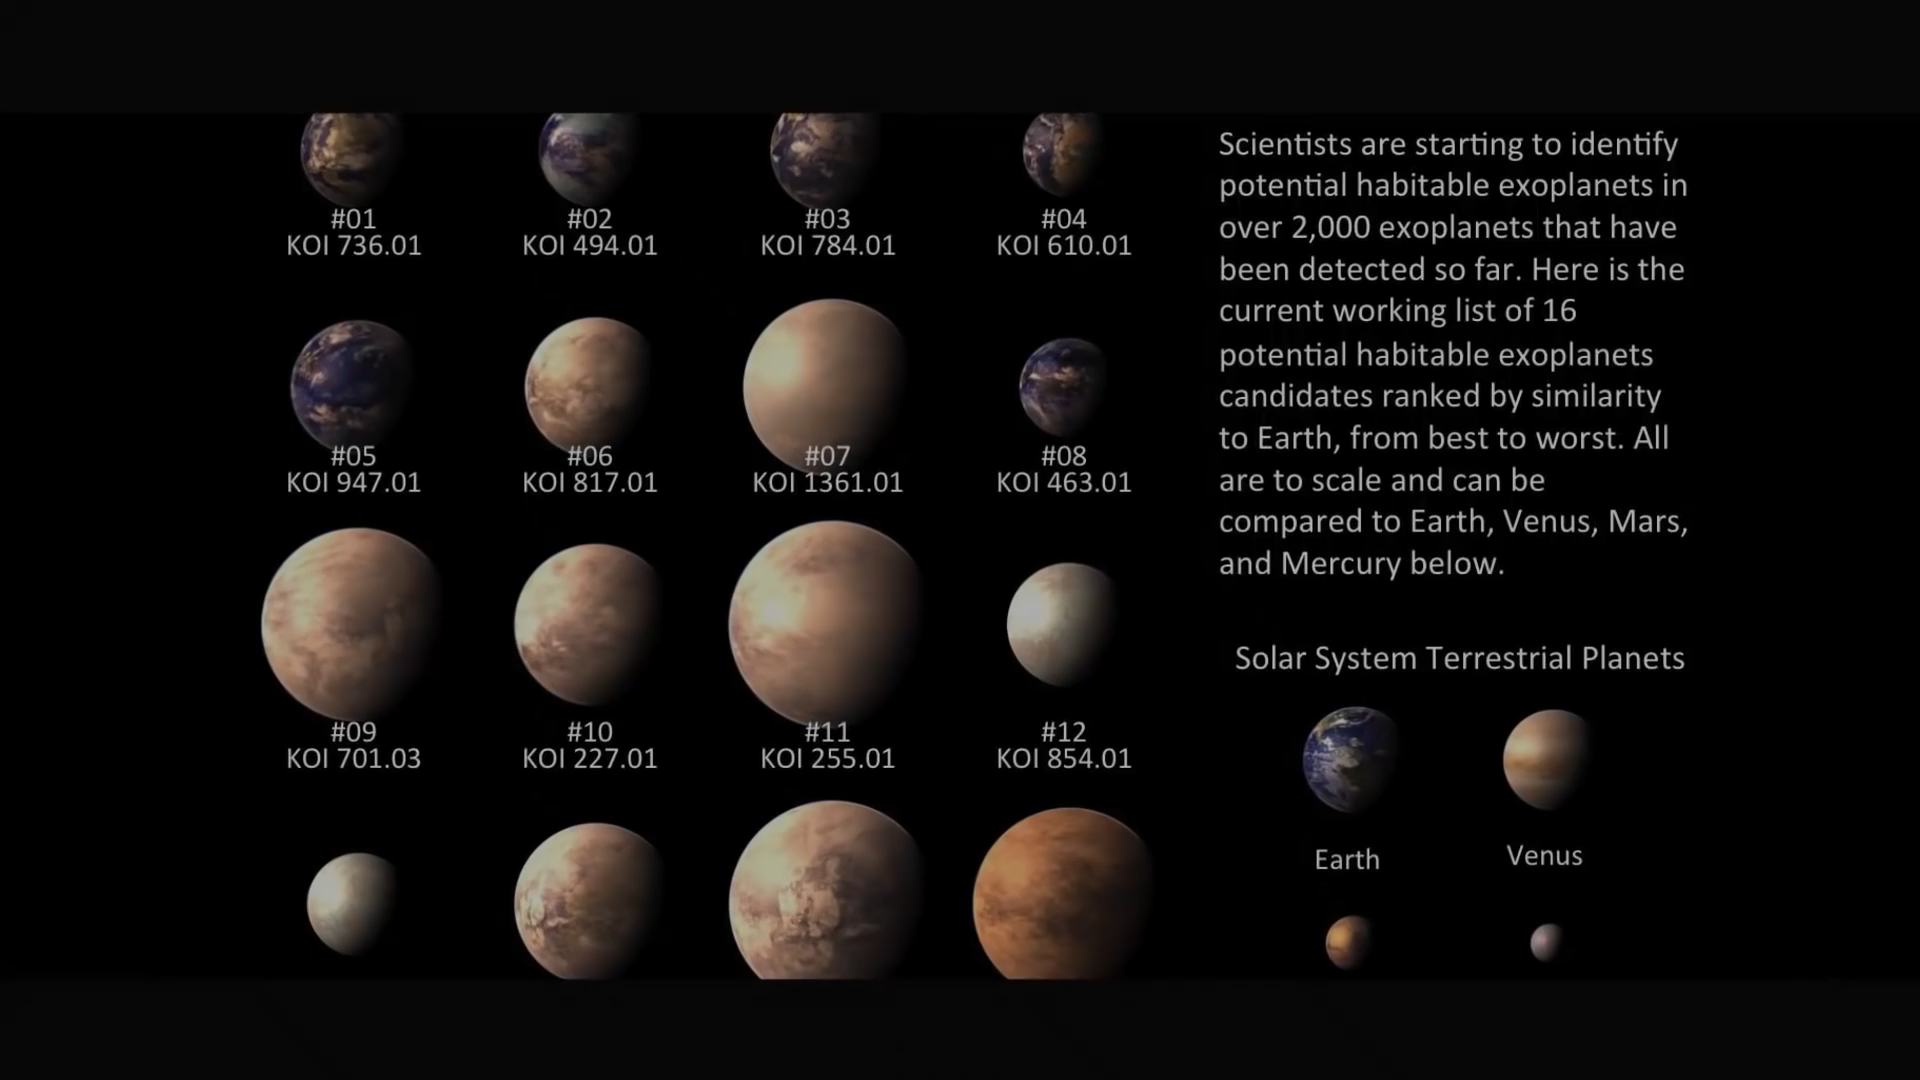 #01 #02 #03 #04
KOI 736.01 KOI 494.01 KOI 784.01 KOI 610.01
#05 #06 #07 #08
KOI 947.01 KOI 817.01 KOI 1361.01 KOI 463.01
#09 #10 #11 #12
KOI 701.03 KOI 227.01 KOI 255.01 KOI 854.01
Scientists are starting to identify
potential habitable exoplanets in
over 2,000 exoplanets that have
been detected so far. Here is the
current working list of 16
potential habitable exoplanets
candidates ranked by similarity
to Earth, from best to worst. All
are to scale and can be
compared to Earth, Venus, Mars,
and Mercury below.
Solar System Terrestrial Planets
Earth Venus